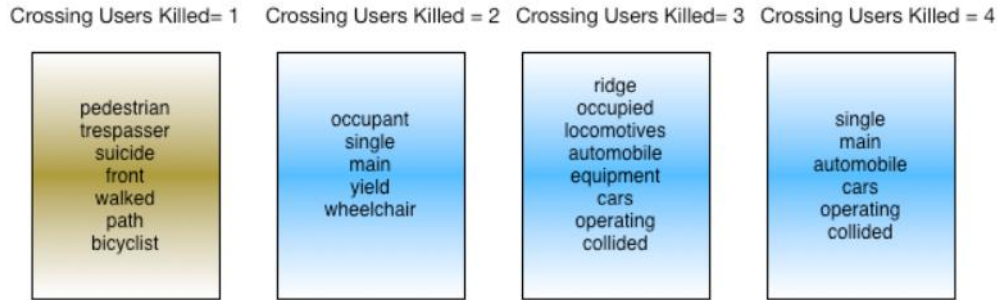 Crossing Users Killed= 1
pedestrian
trespasser
suicide
front
walked
path
bicyclist
Crossing Users Killed = 2
occupant
single
main
yield
wheelchair
Crossing Users Killed= 3
ridge
occupied
locomotives
automobile
equipment
cars
operating
collided
Crossing Users Killed = 4
single
main
automobile
cars
operating
collided